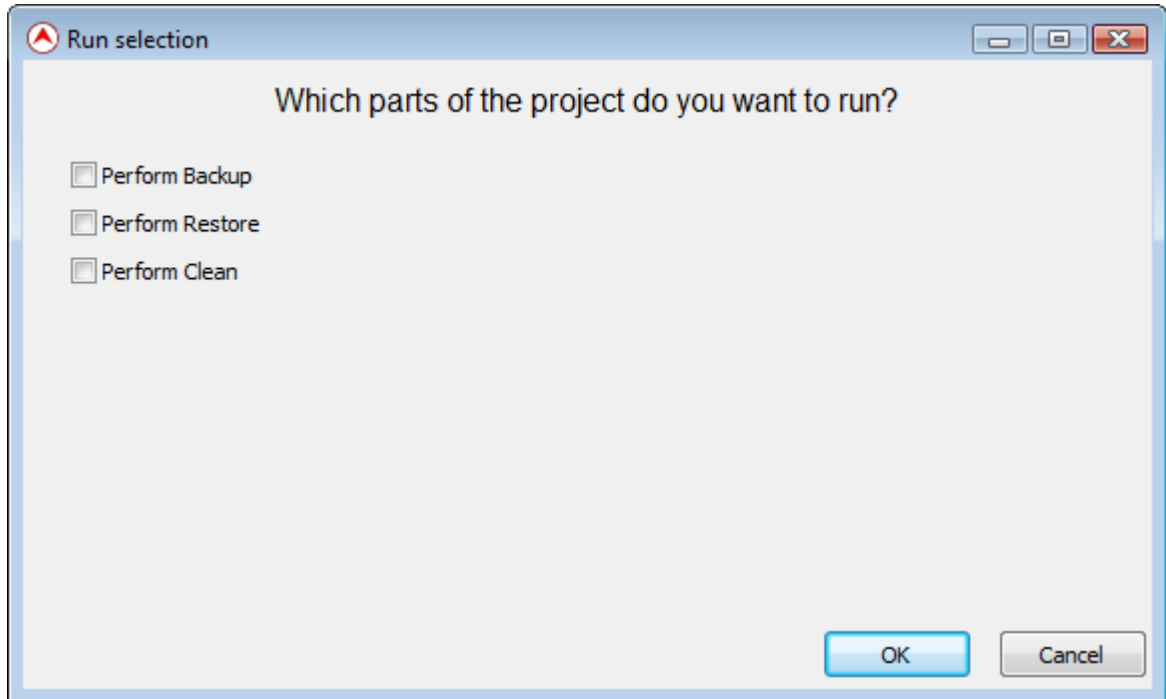 Run selection
Which parts of the project do you want to run?
Perform Backup
Perform Restore
Perform Clean
OK Cancel